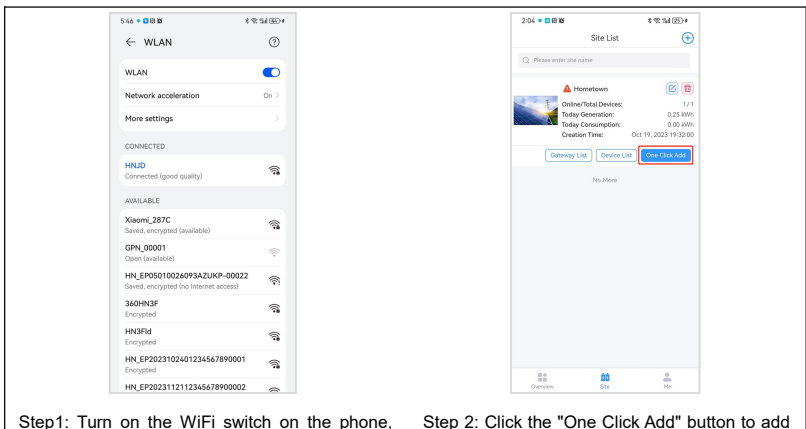 5:46
WLAN
WLAN
Network acceleration On
More settings
CONNECTED
HNJD
Connected (good quality)
AVAILABLE
Xiaomi_287C
Saved, encrypted (available)
GPN_00001
Open (available)
HN_EP05010026093AZUKP-00022
Saved, encrypted (no Internet access)
360HN3F
Encrypted
HN3Fld
Encrypted
HN_EP2023102401234567890001
Encrypted
HN_EP2023112112345678900002
Step1: Turn on the WiFi switch on the phone,
2:04
Site List
Please enter site name
Hometown
Online/Total Devices: 1/1
Today Generation: 0.25 kWh
Today Consumption: 0.00 kWh
Creation Time: Oct 19, 2023 19:32:00
Gateway List Device List One Click Add
No More
Overview Site Me
Step 2: Click the "One Click Add" button to add